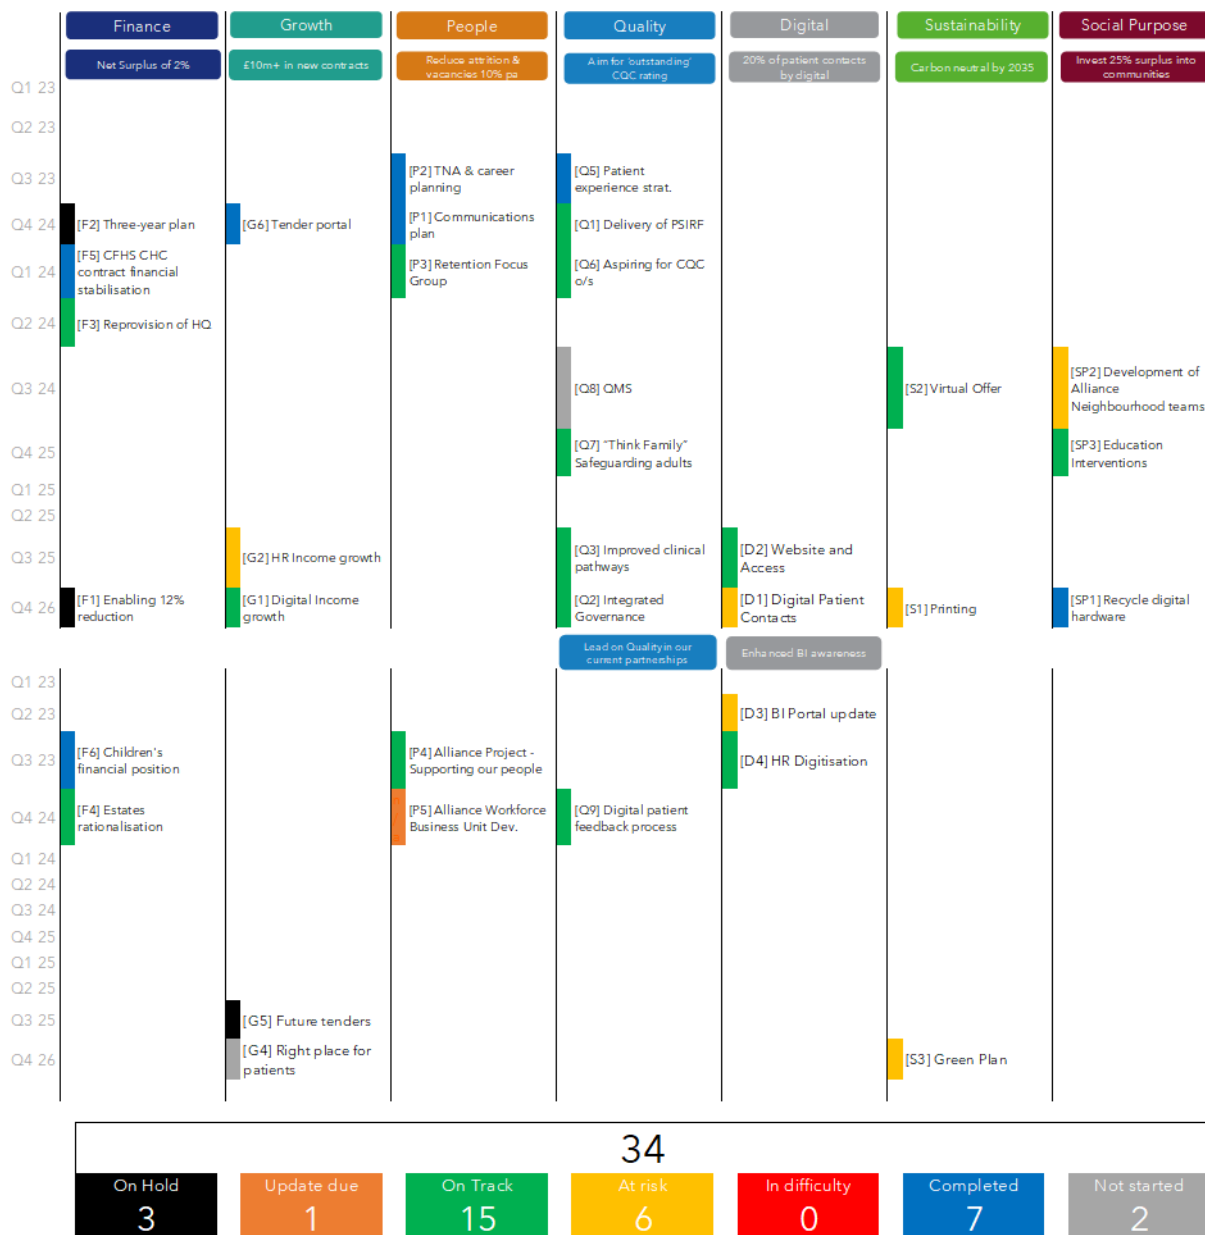 Finance
Growth
People
Quality
Digital
Sustainability
Social Purpose
Net Surplus of 2%
£10m+ in new contracts
Reduce attrition &
vacancies 10% pa
Aim for 'outstanding'
CQC rating
20% of patient contacts
by digital
Carbon neutral by 2035
Invest 25% surplus into
communities
Q1 23
Q2 23
Q3 23
[P2] TNA & career
planning
[Q5] Patient
experience strat.
Q4 24
[F2] Three-year plan
[G6] Tender portal
[P1] Communications
plan
[Q1] Delivery of PSIRF
Q1 24
[F5] CFHS CHC
contract financial
stabilisation
[P3] Retention Focus
Group
[Q6] Aspiring for CQC
o/s
Q2 24
[F3] Reprovision of HQ
Q3 24
[Q8] QMS
[S2] Virtual Offer
[SP2] Development of
Alliance
Neighbourhood teams
Q4 25
[Q7] "Think Family"
Safeguarding adults
[SP3] Education
Interventions
Q1 25
Q2 25
Q3 25
[G2] HR Income growth
[Q3] Improved clinical
pathways
[D2] Website and
Access
Q4 26
[F1] Enabling 12%
reduction
[G1] Digital Income
growth
[Q2] Integrated
Governance
[D1] Digital Patient
Contacts
[S1] Printing
[SP1] Recycle digital
hardware
Lead on Quality in our
current partnerships
Enhanced BI awareness
Q1 23
Q2 23
[D3] BI Portal update
Q3 23
[F6] Children's
financial position
[P4] Alliance Project -
Supporting our people
[D4] HR Digitisation
Q4 24
[F4] Estates
rationalisation
n/a
[P5] Alliance Workforce
Business Unit Dev.
[Q9] Digital patient
feedback process
Q1 24
Q2 24
Q3 24
Q4 25
Q1 25
Q2 25
Q3 25
[G5] Future tenders
Q4 26
[G4] Right place for
patients
[S3] Green Plan
34
On Hold
3
Update due
1
On Track
15
At risk
6
In difficulty
0
Completed
7
Not started
2